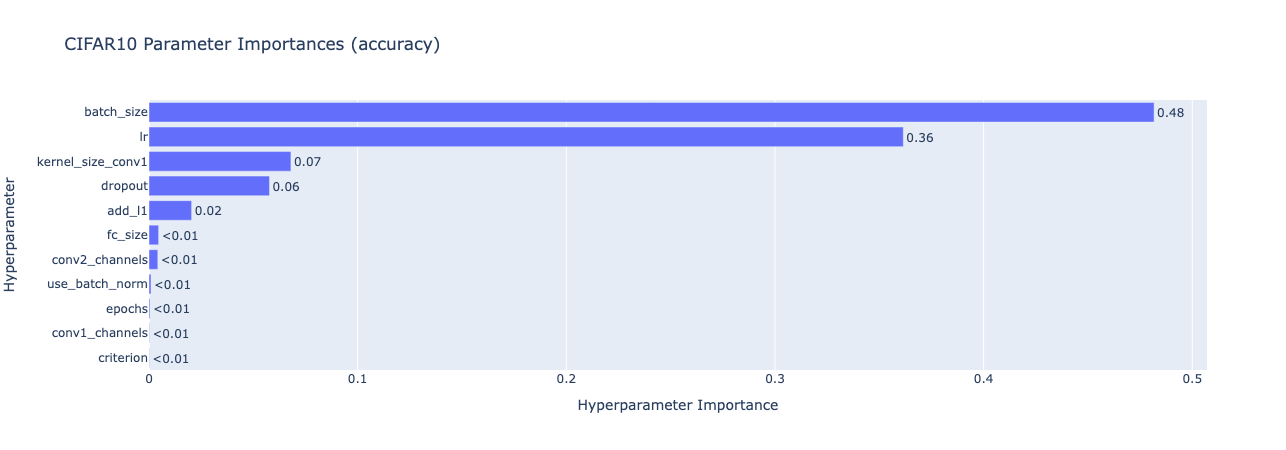 CIFAR10 Parameter Importances (accuracy)
Hyperparameter
batch_size 0.48
lr 0.36
kernel_size_conv1 0.07
dropout 0.06
add_l1 0.02
fc_size <0.01
conv2_channels <0.01
use_batch_norm <0.01
epochs <0.01
conv1_channels <0.01
criterion <0.01
0 0.1 0.2 0.3 0.4 0.5
Hyperparameter Importance